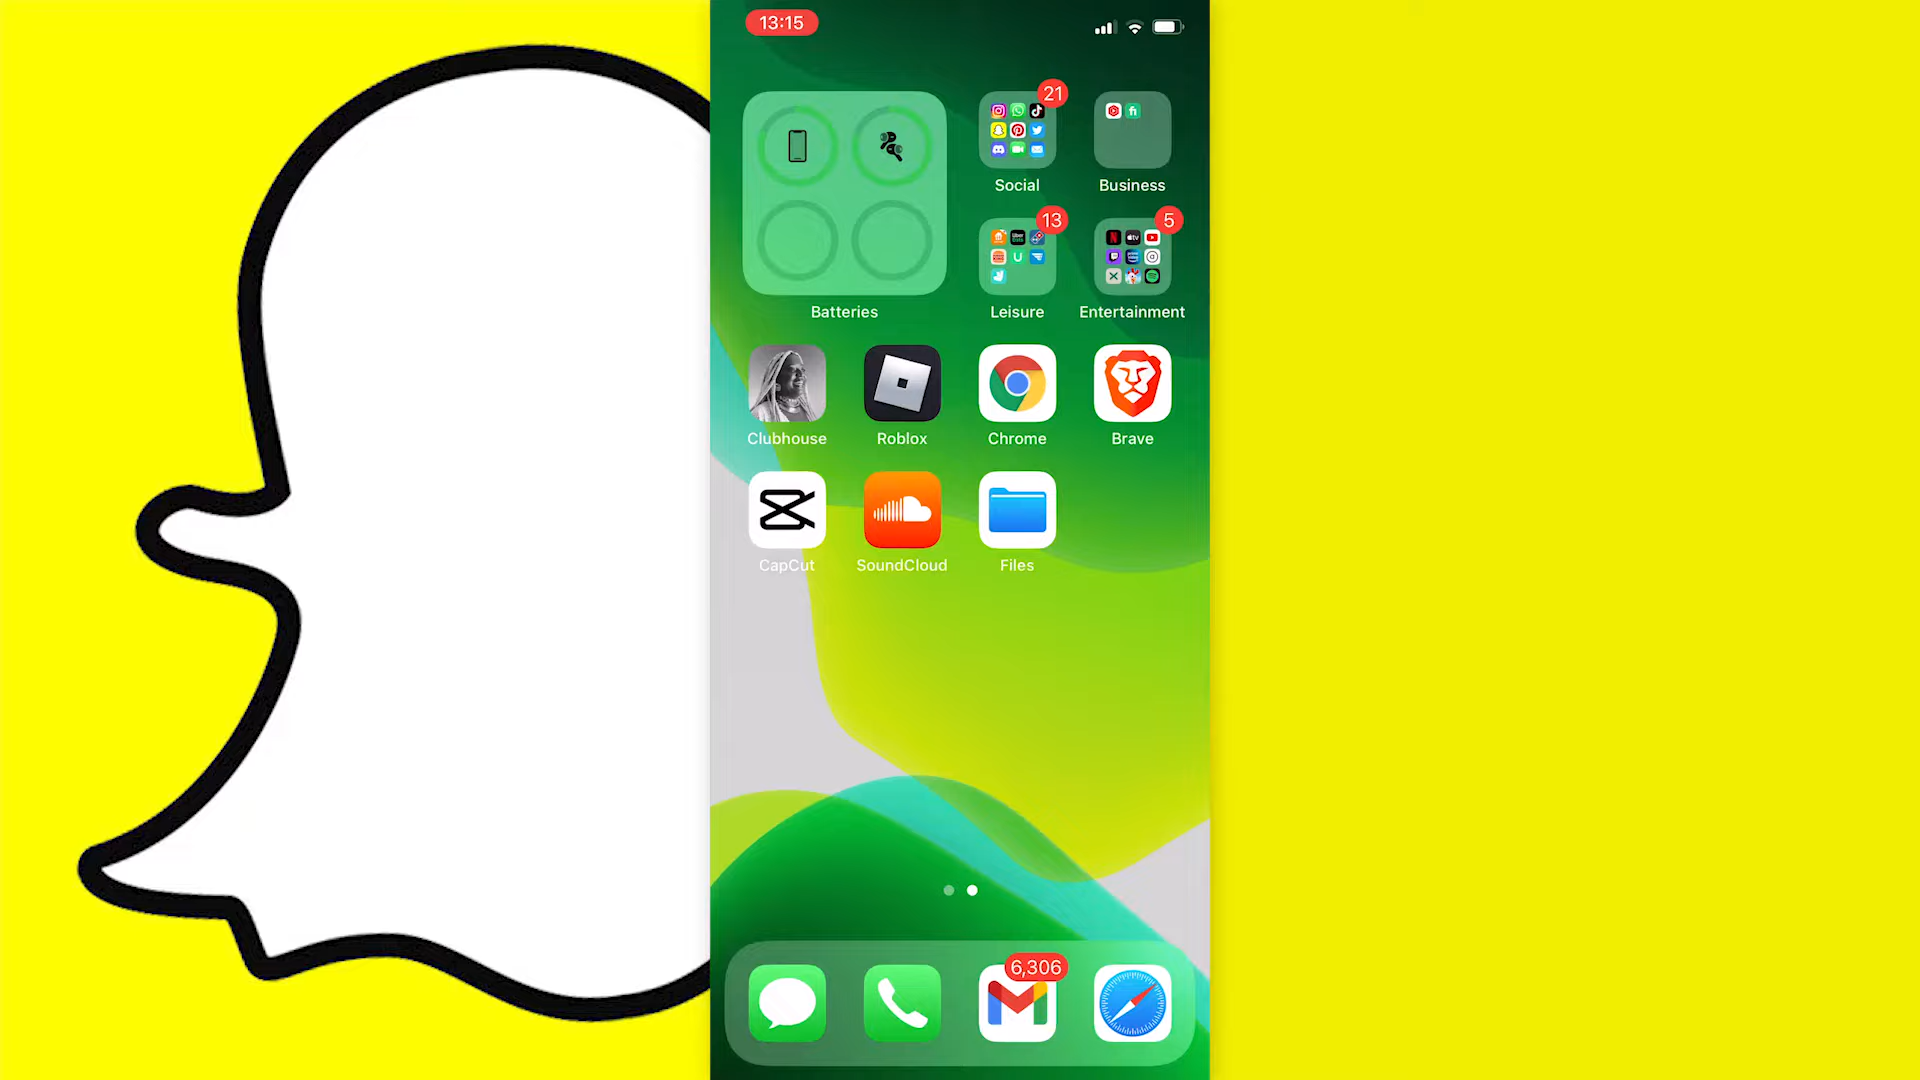 13:15
21
Social
Business
13
5
Batteries
Leisure
Entertainment
Clubhouse
Roblox
Chrome
Brave
CapCut
SoundCloud
Files
6,306